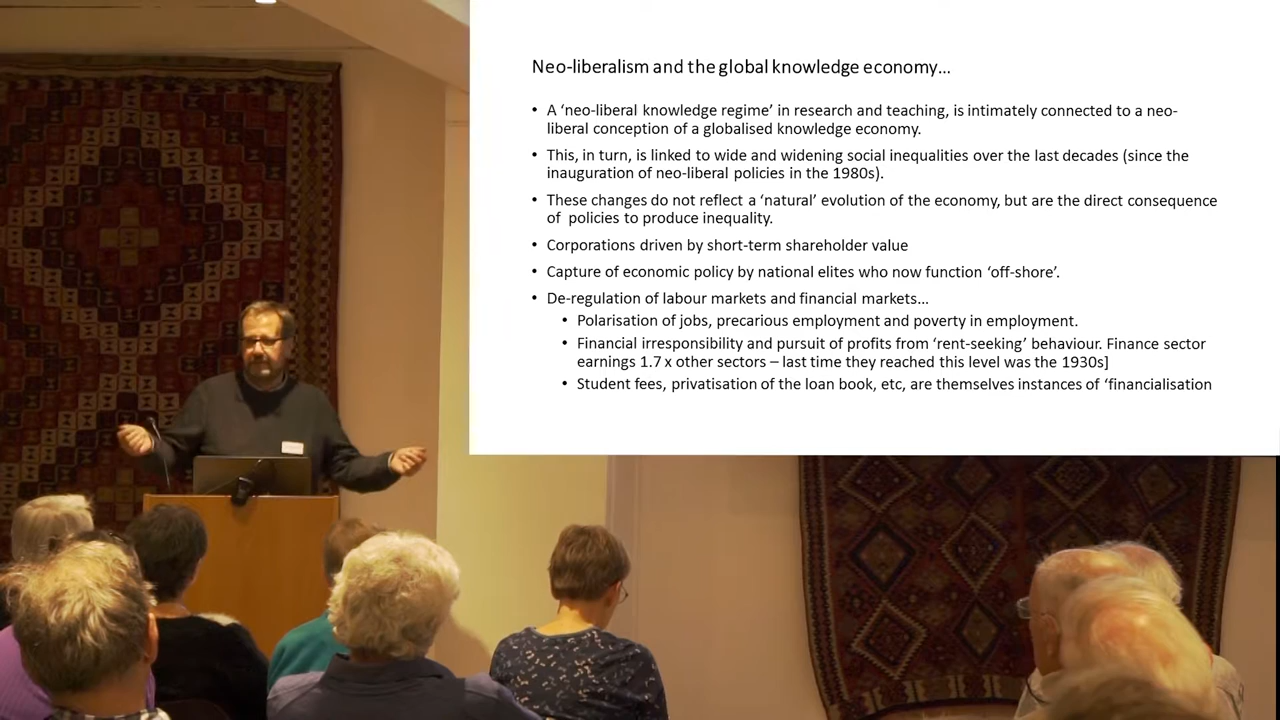 Neo-liberalism and the global knowledge economy...
• A ‘neo-liberal knowledge regime’ in research and teaching, is intimately connected to a neo-
liberal conception of a globalised knowledge economy.
• This, in turn, is linked to wide and widening social inequalities over the last decades (since the
inauguration of neo-liberal policies in the 1980s).
• These changes do not reflect a ‘natural’ evolution of the economy, but are the direct consequence
of policies to produce inequality.
• Corporations driven by short-term shareholder value
• Capture of economic policy by national elites who now function ‘off-shore’.
• De-regulation of labour markets and financial markets...
• Polarisation of jobs, precarious employment and poverty in employment.
• Financial irresponsibility and pursuit of profits from ‘rent-seeking’ behaviour. Finance sector
earnings 1.7 x other sectors – last time they reached this level was the 1930s]
• Student fees, privatisation of the loan book, etc, are themselves instances of ‘financialisation